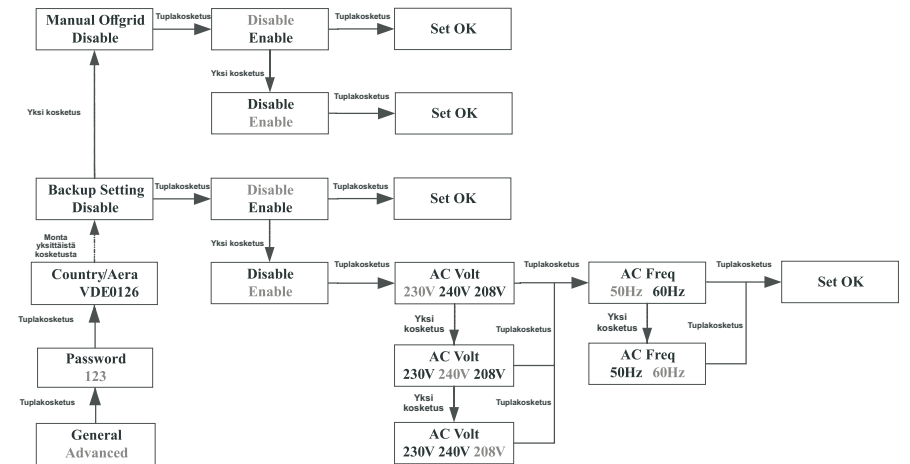 Manual Offgrid
Disable
Tuplakosketus
Disable
Enable
Tuplakosketus
Set OK
Yksi kosketus
Disable
Enable
Tuplakosketus
Set OK
Yksi kosketus
Backup Setting
Disable
Tuplakosketus
Disable
Enable
Tuplakosketus
Set OK
Monta
yksittäistä
kosketusta
Yksi kosketus
Country/Aera
VDE0126
Disable
Enable
Tuplakosketus
AC Volt
230V 240V 208V
Tuplakosketus
AC Freq
50Hz 60Hz
Tuplakosketus
Set OK
Tuplakosketus
Yksi
kosketus
Tuplakosketus
Yksi
kosketus
Tuplakosketus
Password
123
AC Volt
230V 240V 208V
AC Freq
50Hz 60Hz
Tuplakosketus
Yksi
kosketus
Tuplakosketus
General
Advanced
AC Volt
230V 240V 208V